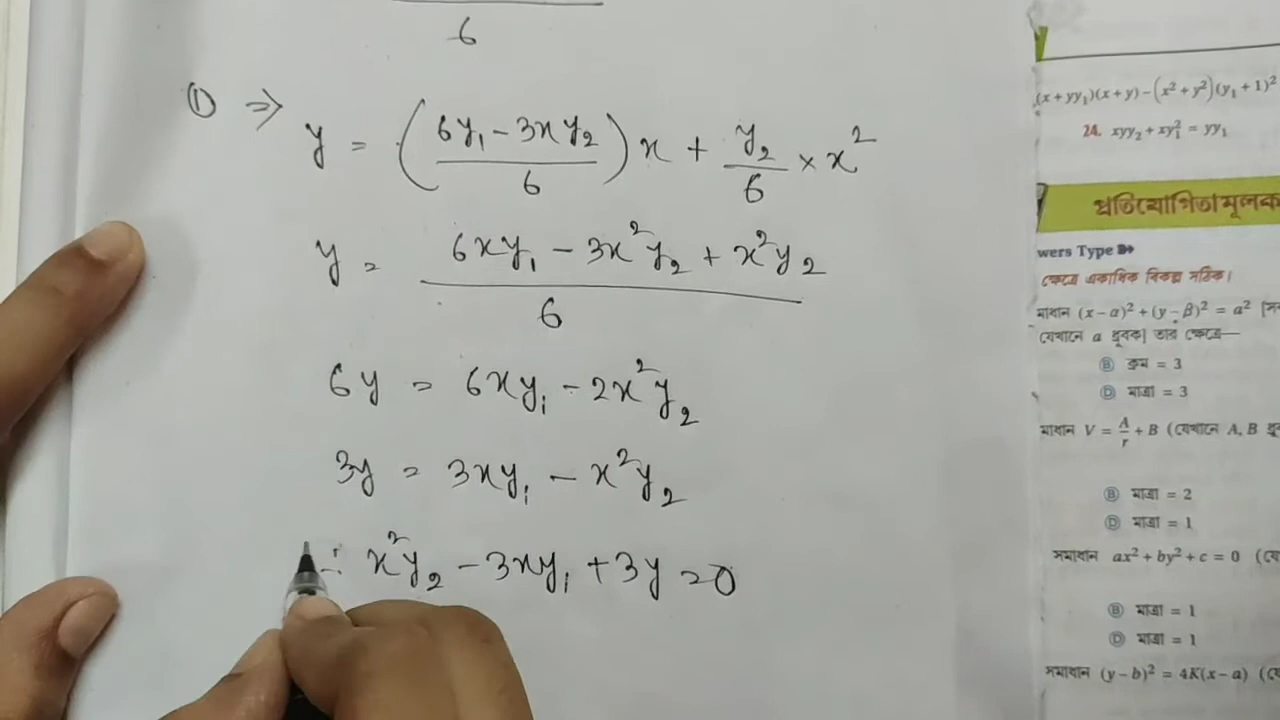 6
① ⇒ y = ( (6y₁ − 3xy₂) / 6 ) x + y₂/6 × x²
y = (6xy₁ − 3x²y₂ + x²y₂) / 6
6y = 6xy₁ − 2x²y₂
3y = 3xy₁ − x²y₂
∴ x²y₂ − 3xy₁ + 3y = 0
(x + yy₁)(x + y) − (x² + y²)(y₁ + 1)²
24. xyy₂ + xy₁² = yy₁
প্রতিযোগিতামূলক
wers Type
ক্ষেত্রে একাধিক বিকল্প সঠিক।
মাধান (x − α)² + (y − β)² = a²
যেখানে a ধ্রুবক] তার ক্ষেত্রে—
Ⓑ ক্রম = 3
Ⓓ মাত্রা = 3
মাধান V = A/r + B (যেখানে A, B
Ⓑ মাত্রা = 2
Ⓓ মাত্রা = 1
সমাধান ax² + by² + c = 0
Ⓑ মাত্রা = 1
Ⓓ মাত্রা = 1
সমাধান (y − b)² = 4K(x − a)